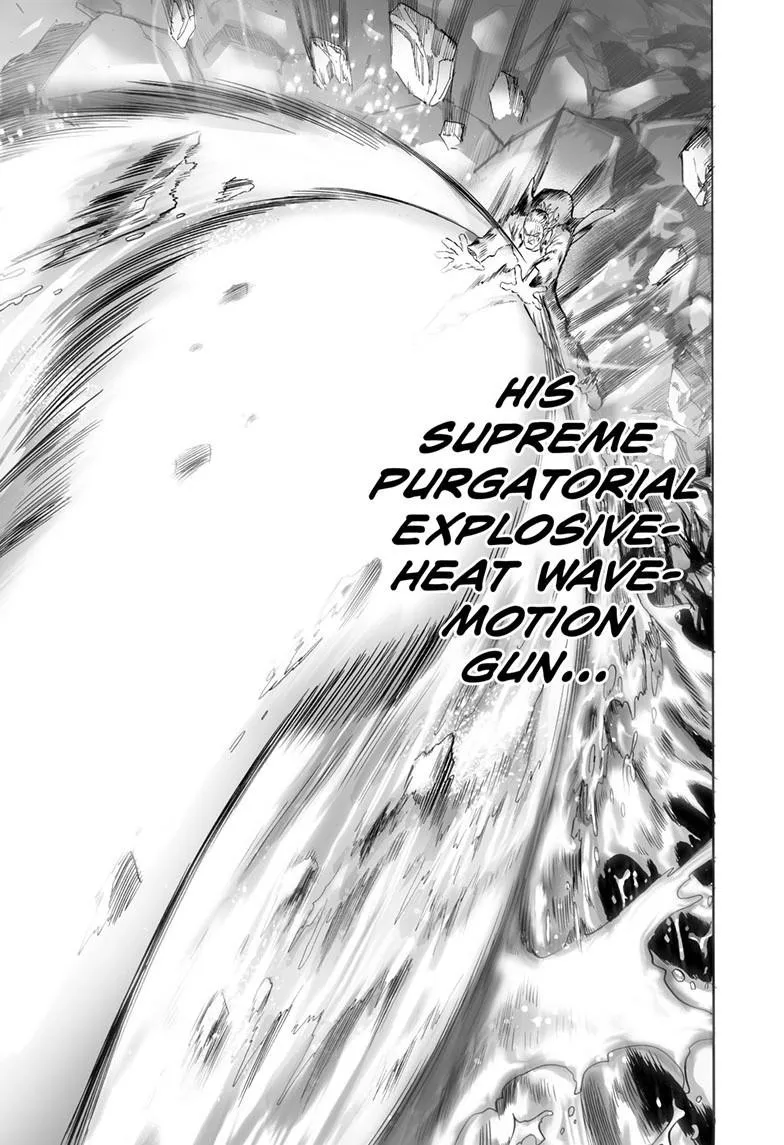 HIS
SUPREME
PURGATORIAL
EXPLOSIVE-
HEAT WAVE-
MOTION
GUN...